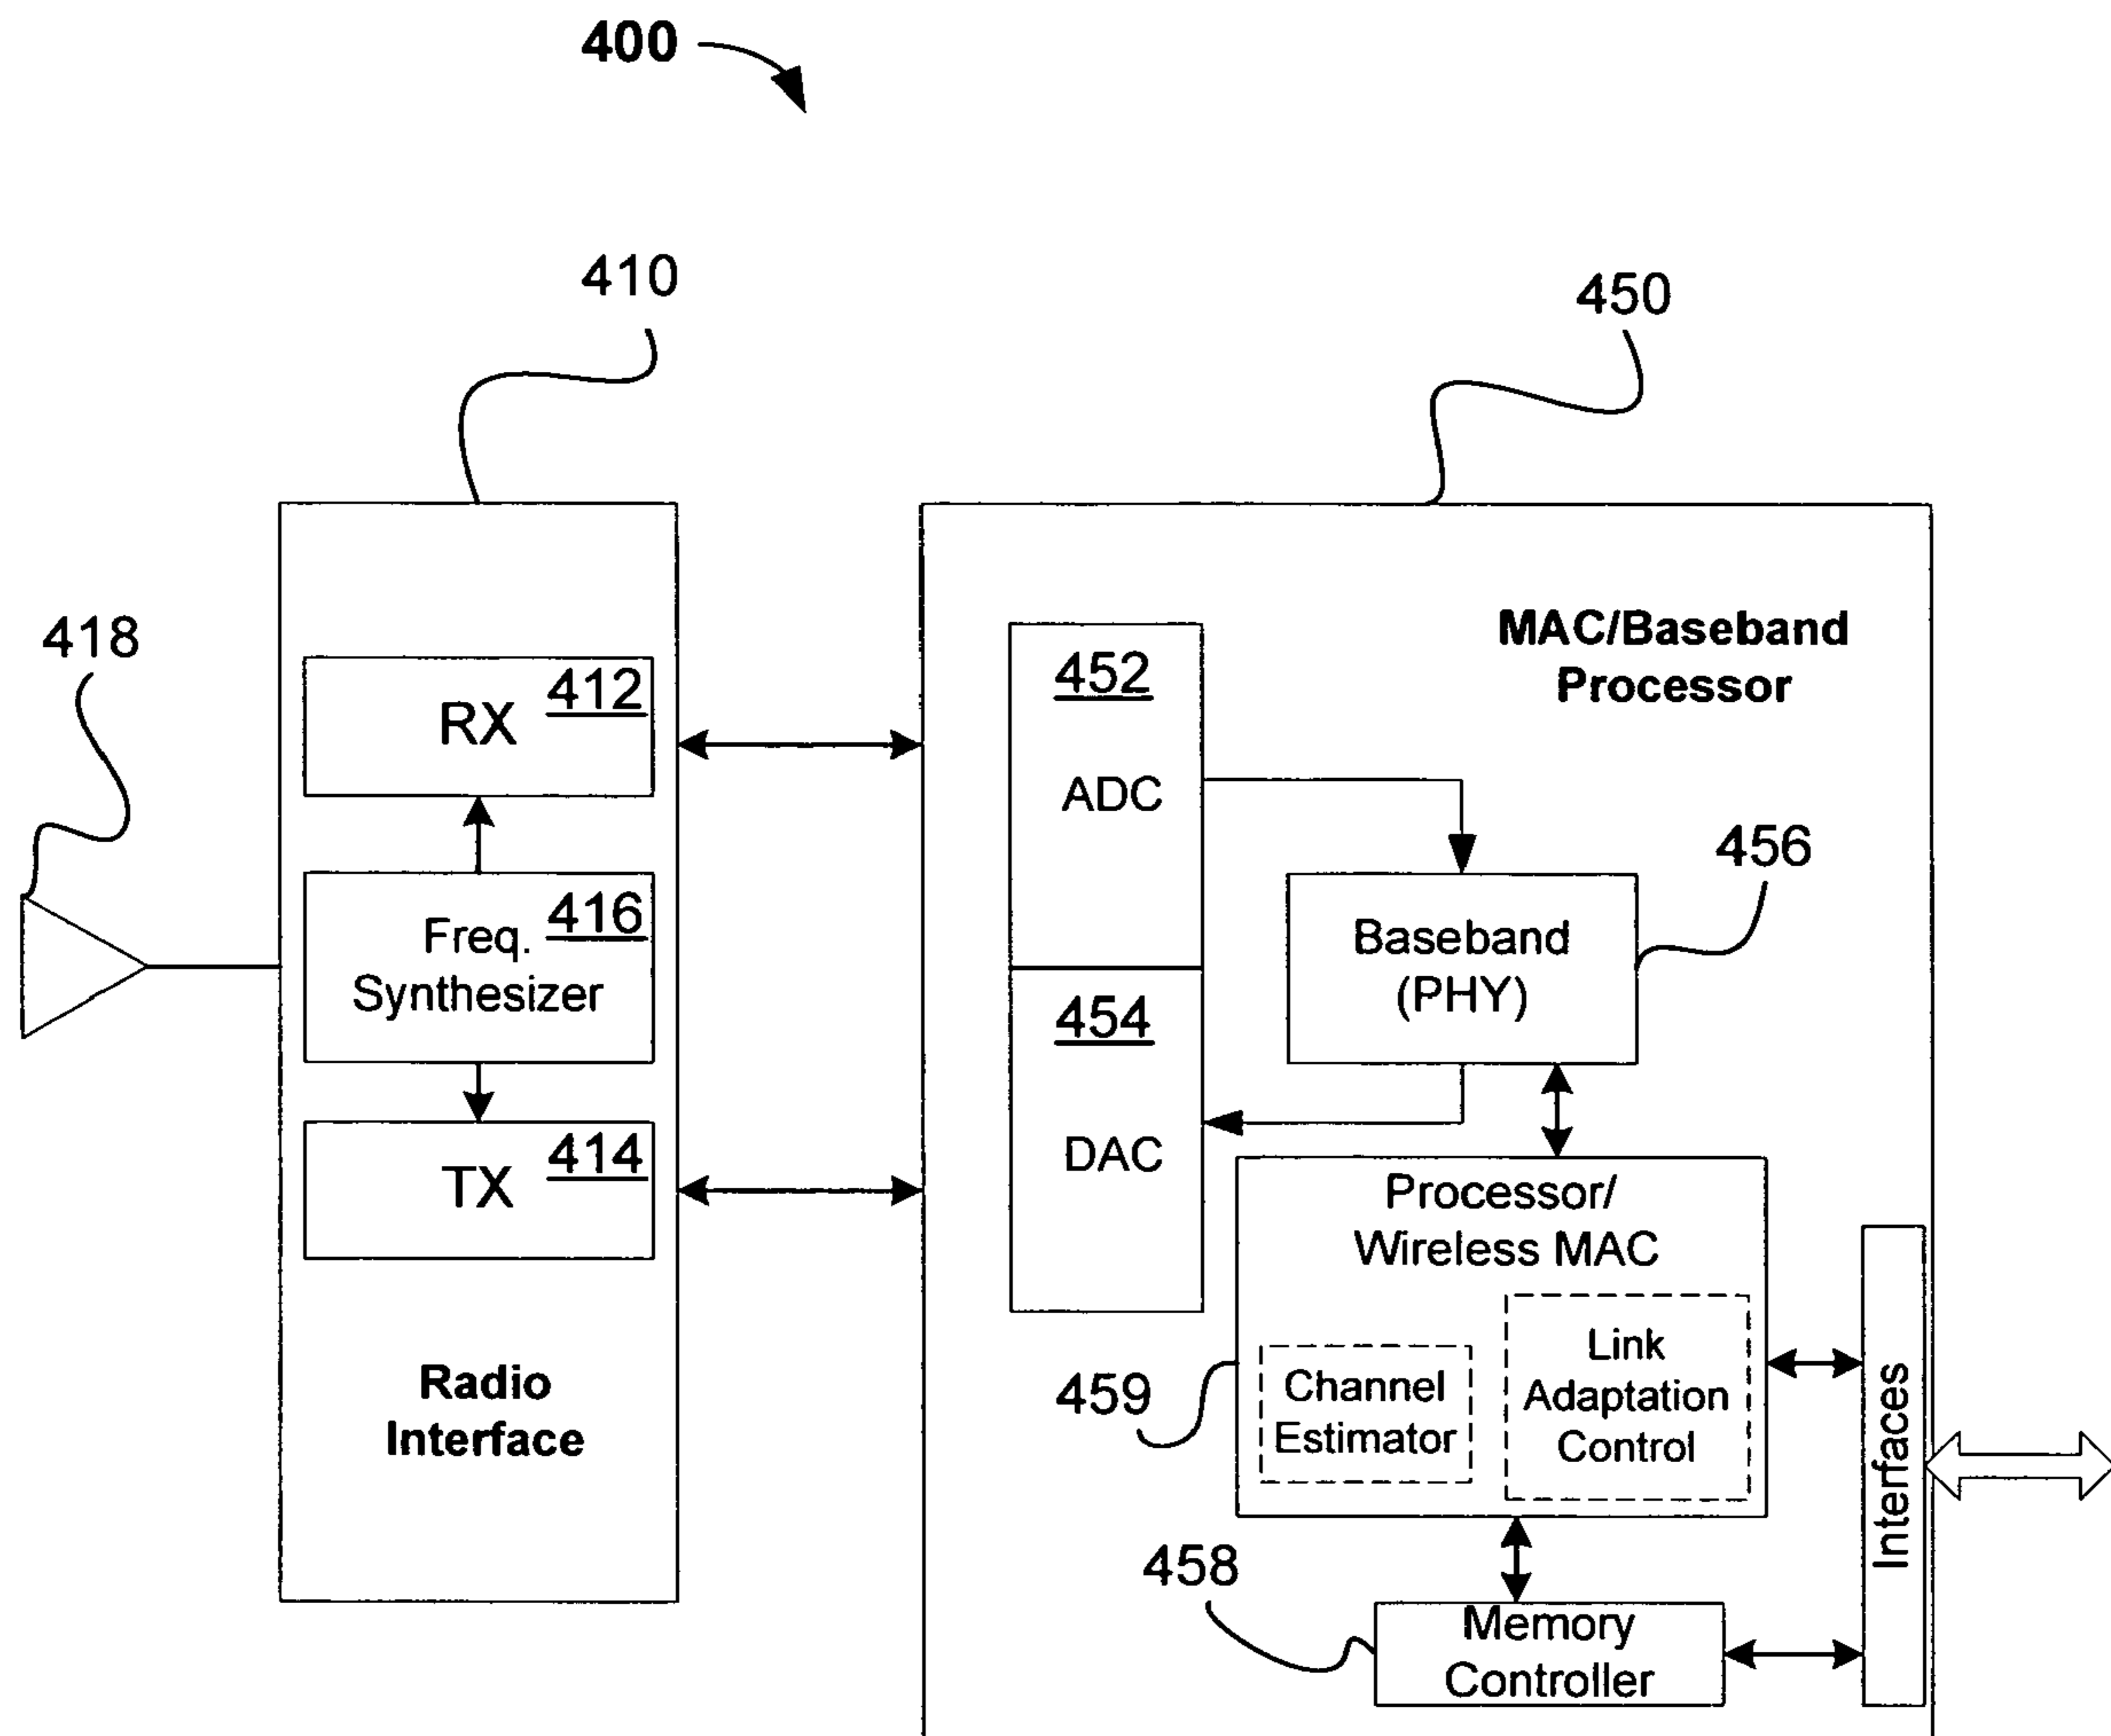 400
410
450
418
MAC/Baseband
Processor
412
RX
452
ADC
456
416
Freq.
Synthesizer
Baseband
(PHY)
454
DAC
414
TX
Processor/
Wireless MAC
Link
Adaptation
Control
Channel
Estimator
459
Radio
Interface
Interfaces
458
Memory
Controller